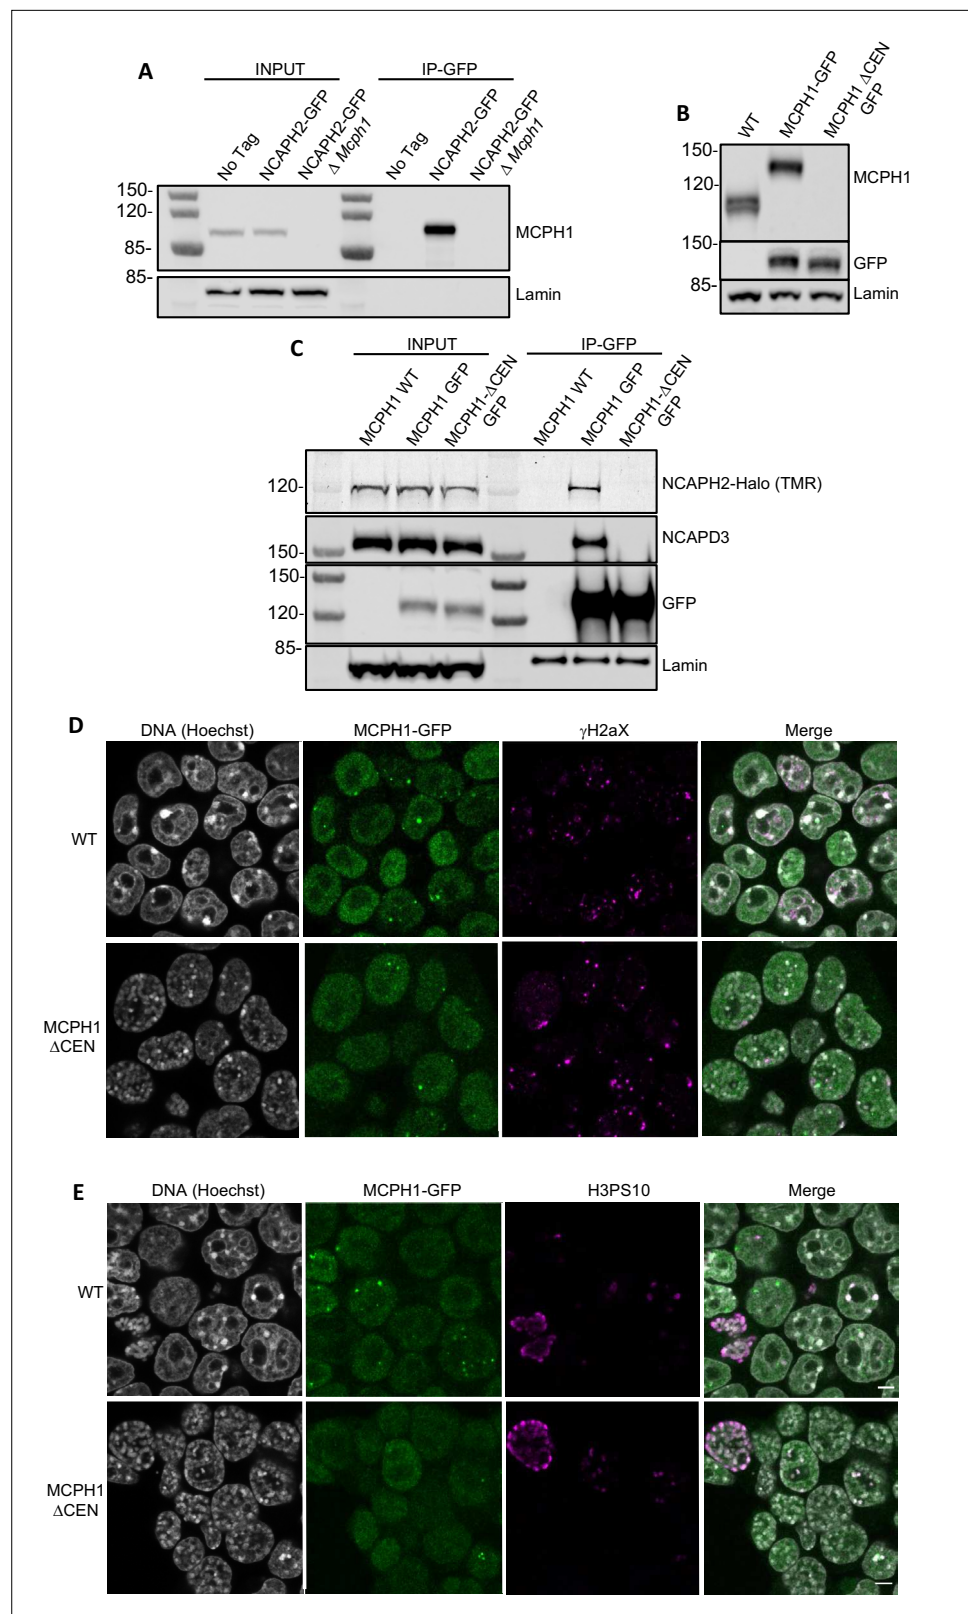 A
INPUT
IP-GFP
No Tag
NCAPH2-GFP
NCAPH2-GFP
Δ Mcph1
No Tag
NCAPH2-GFP
NCAPH2-GFP
Δ Mcph1
150-
120-
85-
85-
MCPH1
Lamin
B
WT
MCPH1-GFP
MCPH1 ΔCEN
GFP
150-
120-
150-
85-
MCPH1
GFP
Lamin
C
INPUT
IP-GFP
MCPH1 WT
MCPH1 GFP
MCPH1-ΔCEN
GFP
MCPH1 WT
MCPH1 GFP
MCPH1-ΔCEN
GFP
120-
NCAPH2-Halo (TMR)
150-
NCAPD3
150-
120-
GFP
85-
Lamin
D
DNA (Hoechst)
MCPH1-GFP
γH2aX
Merge
WT
MCPH1
ΔCEN
E
DNA (Hoechst)
MCPH1-GFP
H3PS10
Merge
WT
MCPH1
ΔCEN